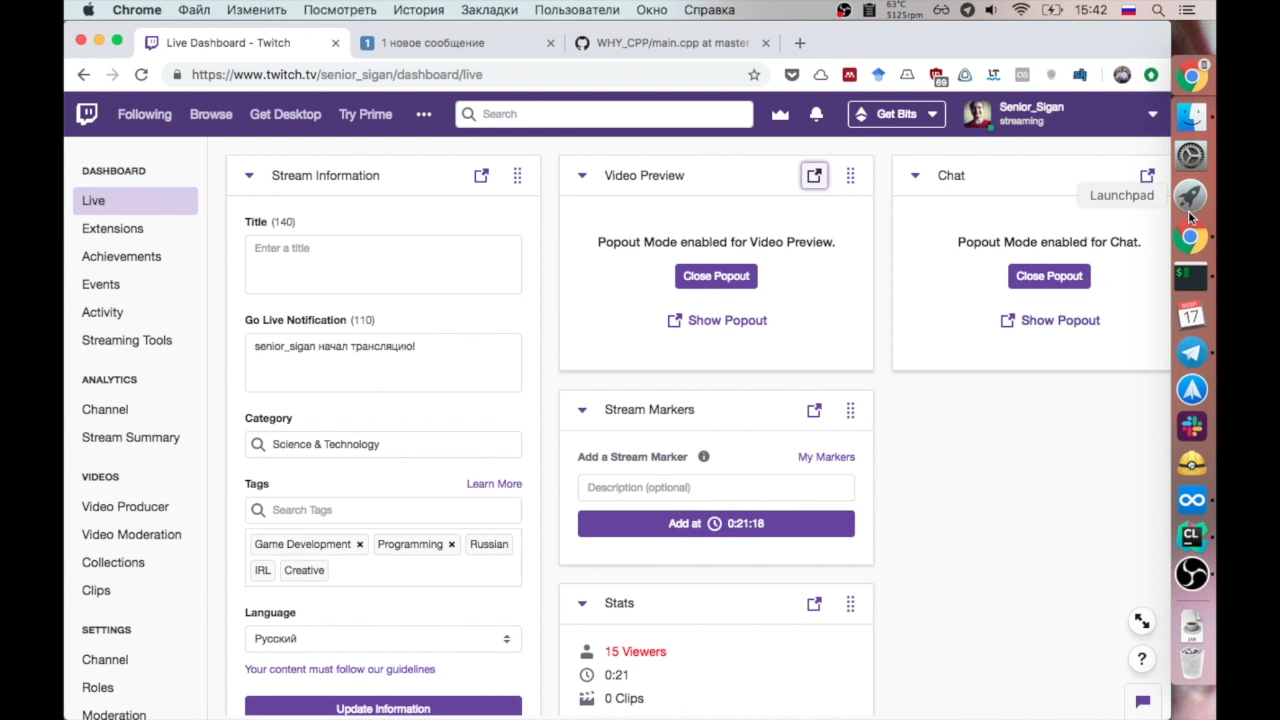 Chrome Файл Изменить Посмотреть История Закладки Пользователи Окно Справка 63°C 5125rpm 15:42
Live Dashboard - Twitch 1 1 новое сообщение WHY_CPP/main.cpp at master
https://www.twitch.tv/senior_sigan/dashboard/live 69
Following Browse Get Desktop Try Prime Search Get Bits Senior_Sigan
streaming
DASHBOARD
Live
Extensions
Achievements
Events
Activity
Streaming Tools
ANALYTICS
Channel
Stream Summary
VIDEOS
Video Producer
Video Moderation
Collections
Clips
SETTINGS
Channel
Roles
Moderation
Stream Information
Title (140)
Enter a title
Go Live Notification (110)
senior_sigan начал трансляцию!
Category
Science & Technology
Tags Learn More
Search Tags
Game Development Programming Russian
IRL Creative
Language
Русский
Your content must follow our guidelines
Update Information
Video Preview
Popout Mode enabled for Video Preview.
Close Popout
Show Popout
Stream Markers
Add a Stream Marker My Markers
Description (optional)
Add at 0:21:18
Stats
15 Viewers
0:21
0 Clips
Chat
Launchpad
Popout Mode enabled for Chat.
Close Popout
Show Popout
?
17
CL